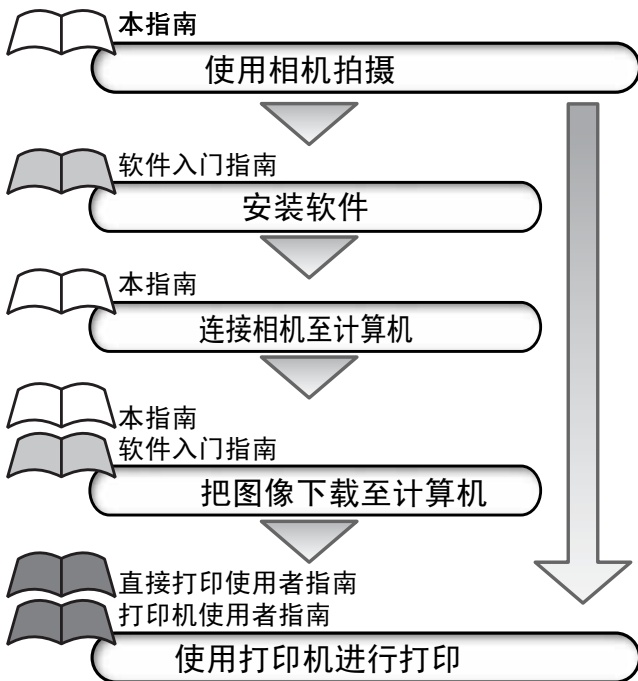 本指南
使用相机拍摄
软件入门指南
安装软件
本指南
连接相机至计算机
本指南
软件入门指南
把图像下载至计算机
直接打印使用者指南
打印机使用者指南
使用打印机进行打印